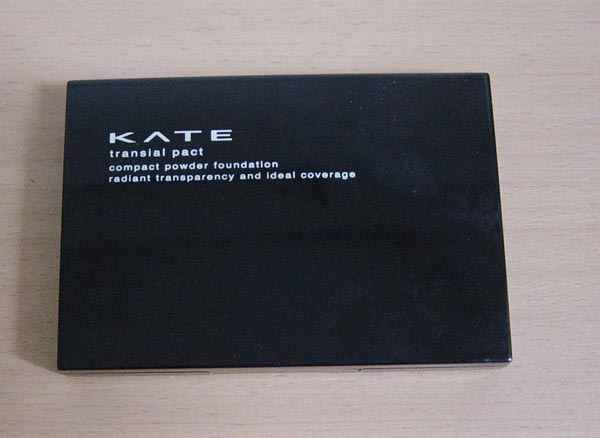 KATE
transial pact
compact powder foundation
radiant transparency and ideal coverage